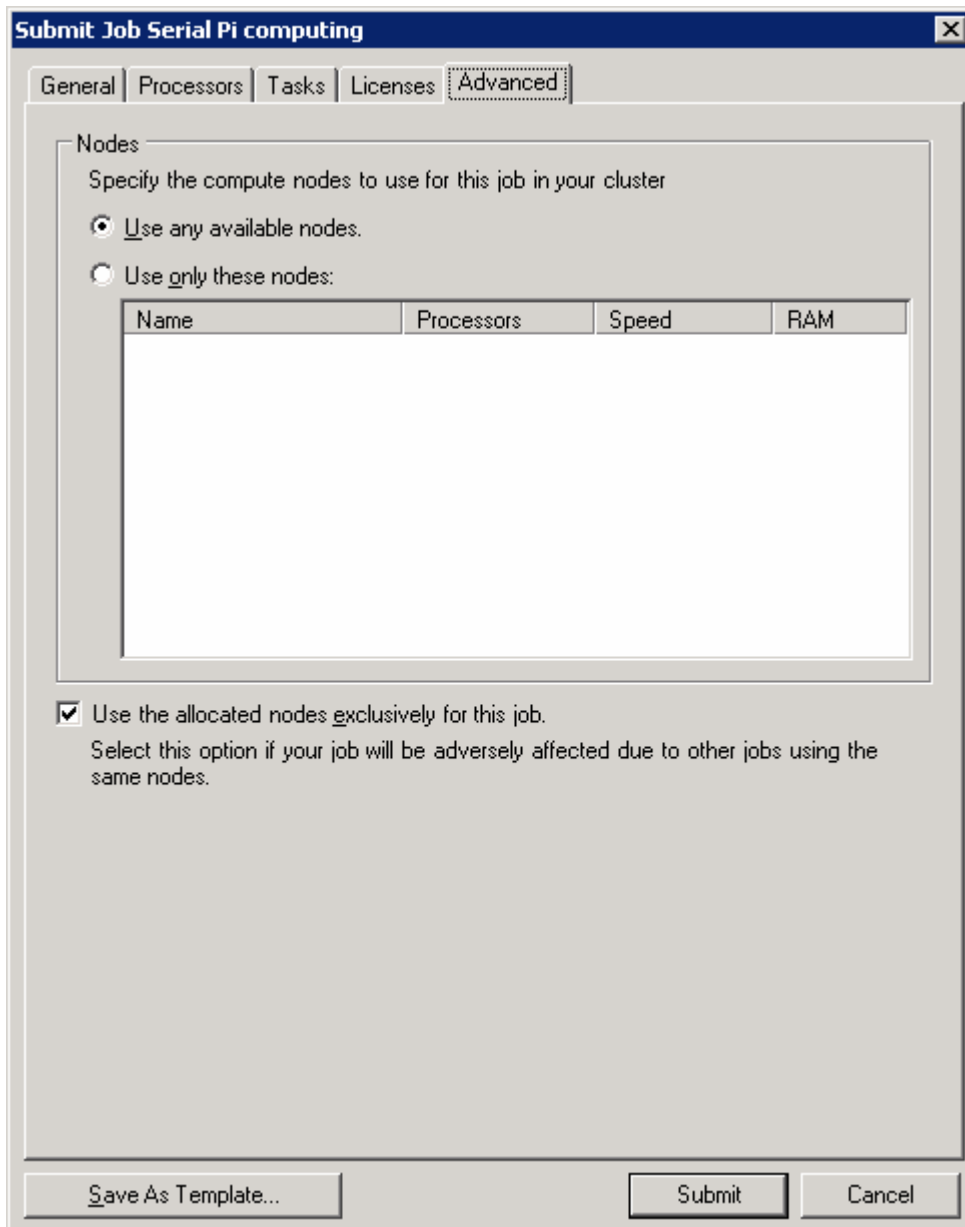 Submit Job Serial Pi computing
General Processors Tasks Licenses Advanced
Nodes
Specify the compute nodes to use for this job in your cluster
Use any available nodes.
Use only these nodes:
Name Processors Speed RAM
Use the allocated nodes exclusively for this job.
Select this option if your job will be adversely affected due to other jobs using the
same nodes.
Save As Template... Submit Cancel